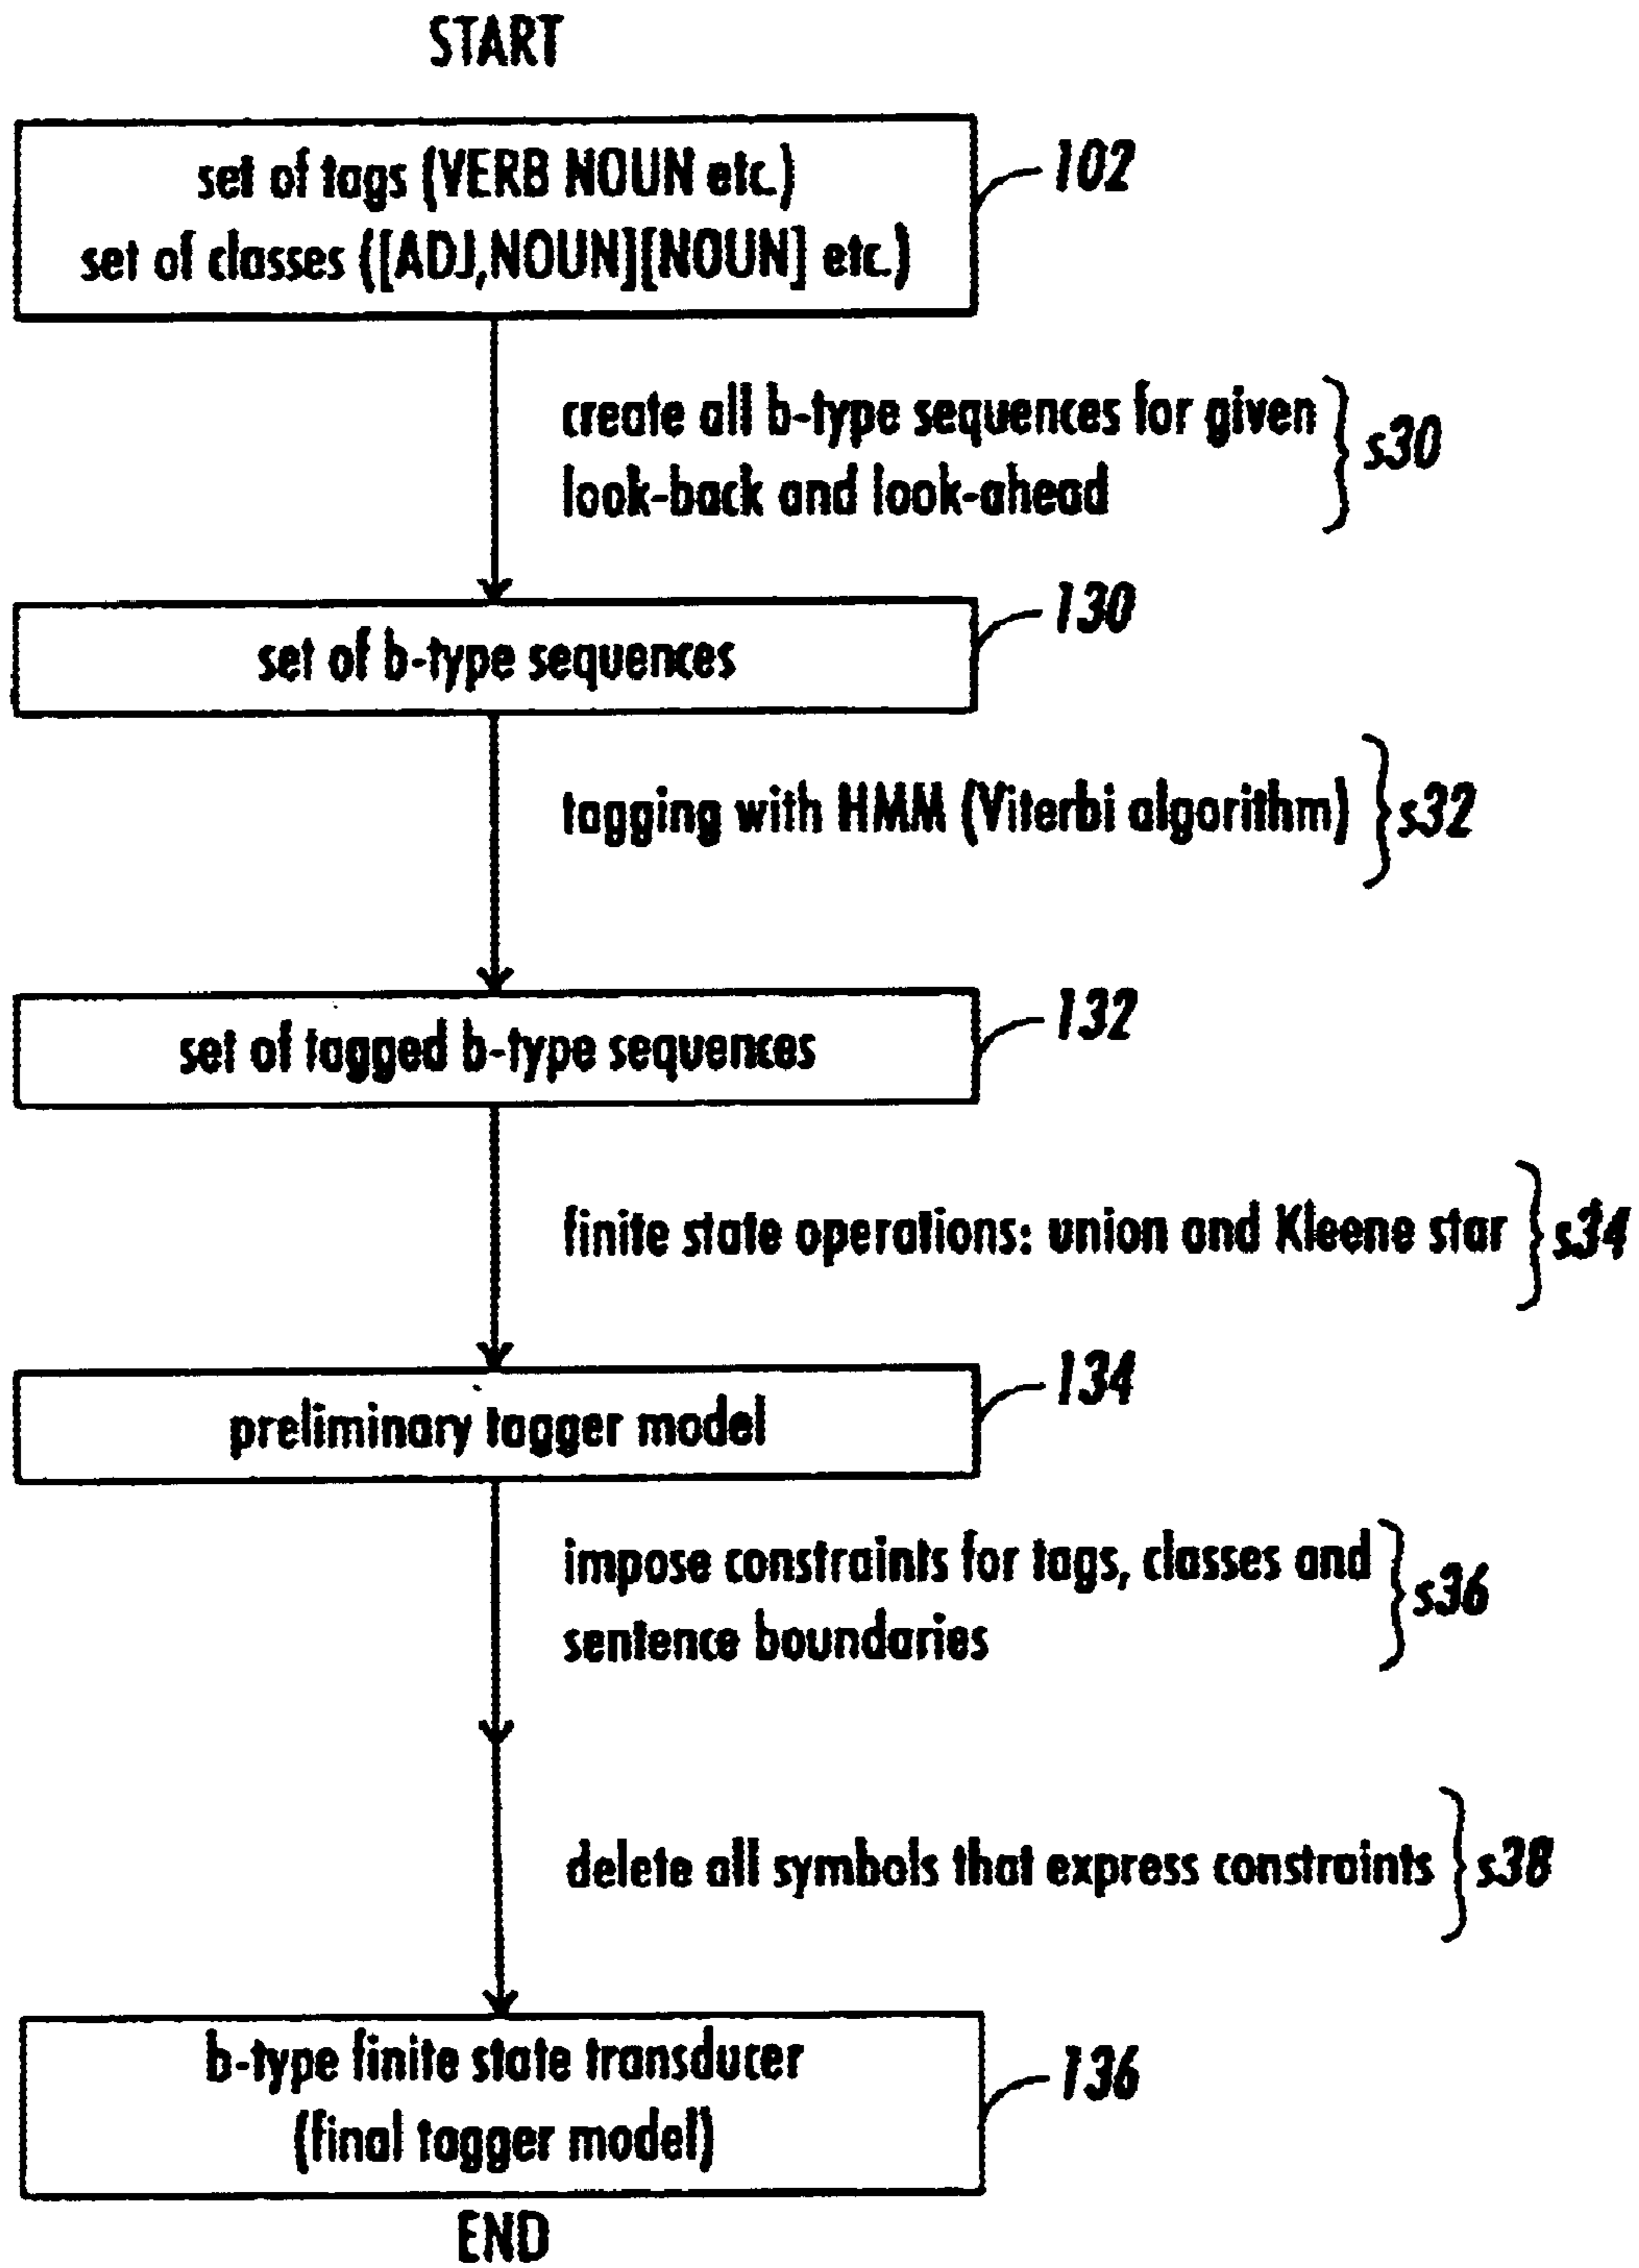 START
set of tags (VERB NOUN etc.)
set of classes ([ADJ,NOUN][NOUN] etc.)
102
create all b-type sequences for given
look-back and look-ahead
s30
set of b-type sequences
130
tagging with HMM (Viterbi algorithm)
s32
set of tagged b-type sequences
132
finite state operations: union and Kleene star
s34
preliminary tagger model
134
impose constraints for tags, classes and
sentence boundaries
s36
delete all symbols that express constraints
s38
b-type finite state transducer
(final tagger model)
136
END